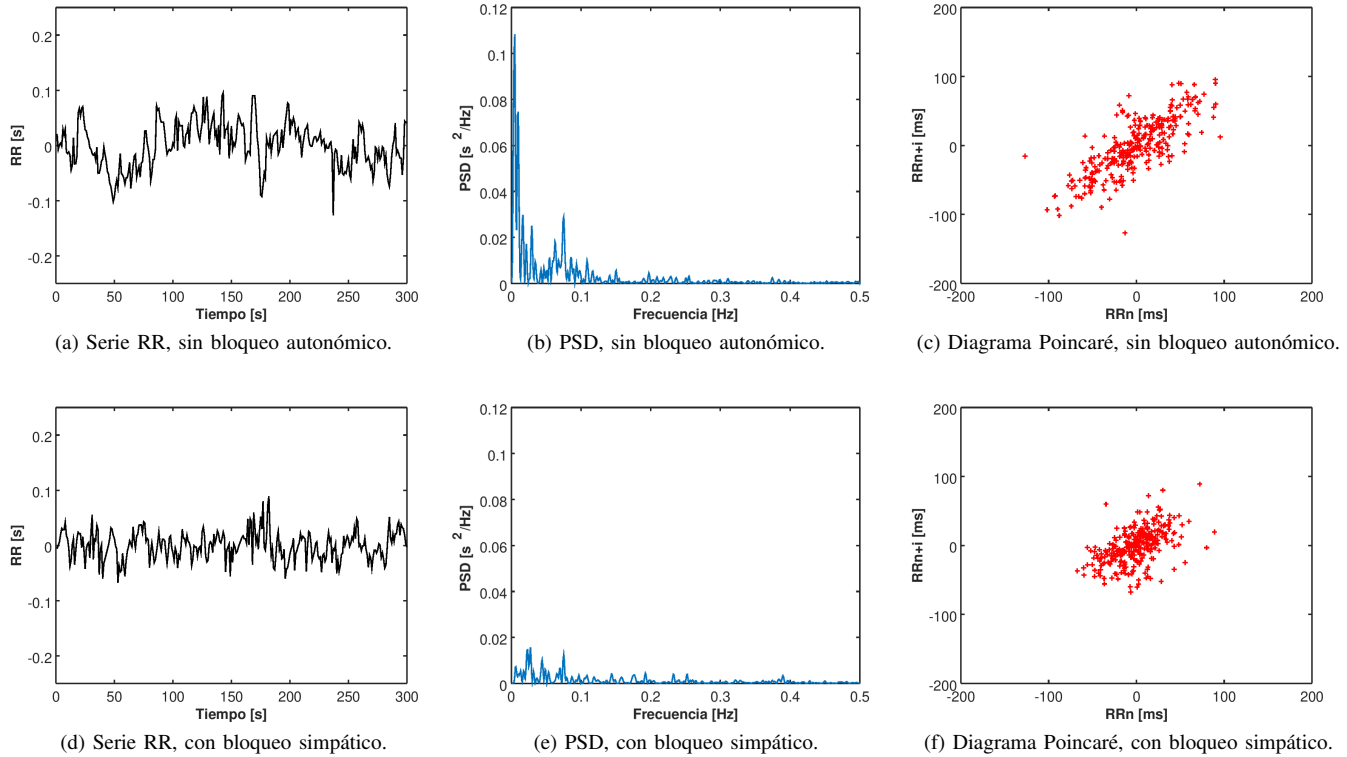 0.2
0.1
0
-0.1
-0.2
RR [s]
0 50 100 150 200 250 300
Tiempo [s]
(a) Serie RR, sin bloqueo autonómico.
0.12
0.1
0.08
0.06
0.04
0.02
0
PSD [s ²/Hz]
0 0.1 0.2 0.3 0.4 0.5
Frecuencia [Hz]
(b) PSD, sin bloqueo autonómico.
200
100
0
-100
-200
RRn+i [ms]
-200 -100 0 100 200
RRn [ms]
(c) Diagrama Poincaré, sin bloqueo autonómico.
0.2
0.1
0
-0.1
-0.2
RR [s]
0 50 100 150 200 250 300
Tiempo [s]
(d) Serie RR, con bloqueo simpático.
0.12
0.1
0.08
0.06
0.04
0.02
0
PSD [s ²/Hz]
0 0.1 0.2 0.3 0.4 0.5
Frecuencia [Hz]
(e) PSD, con bloqueo simpático.
200
100
0
-100
-200
RRn+i [ms]
-200 -100 0 100 200
RRn [ms]
(f) Diagrama Poincaré, con bloqueo simpático.